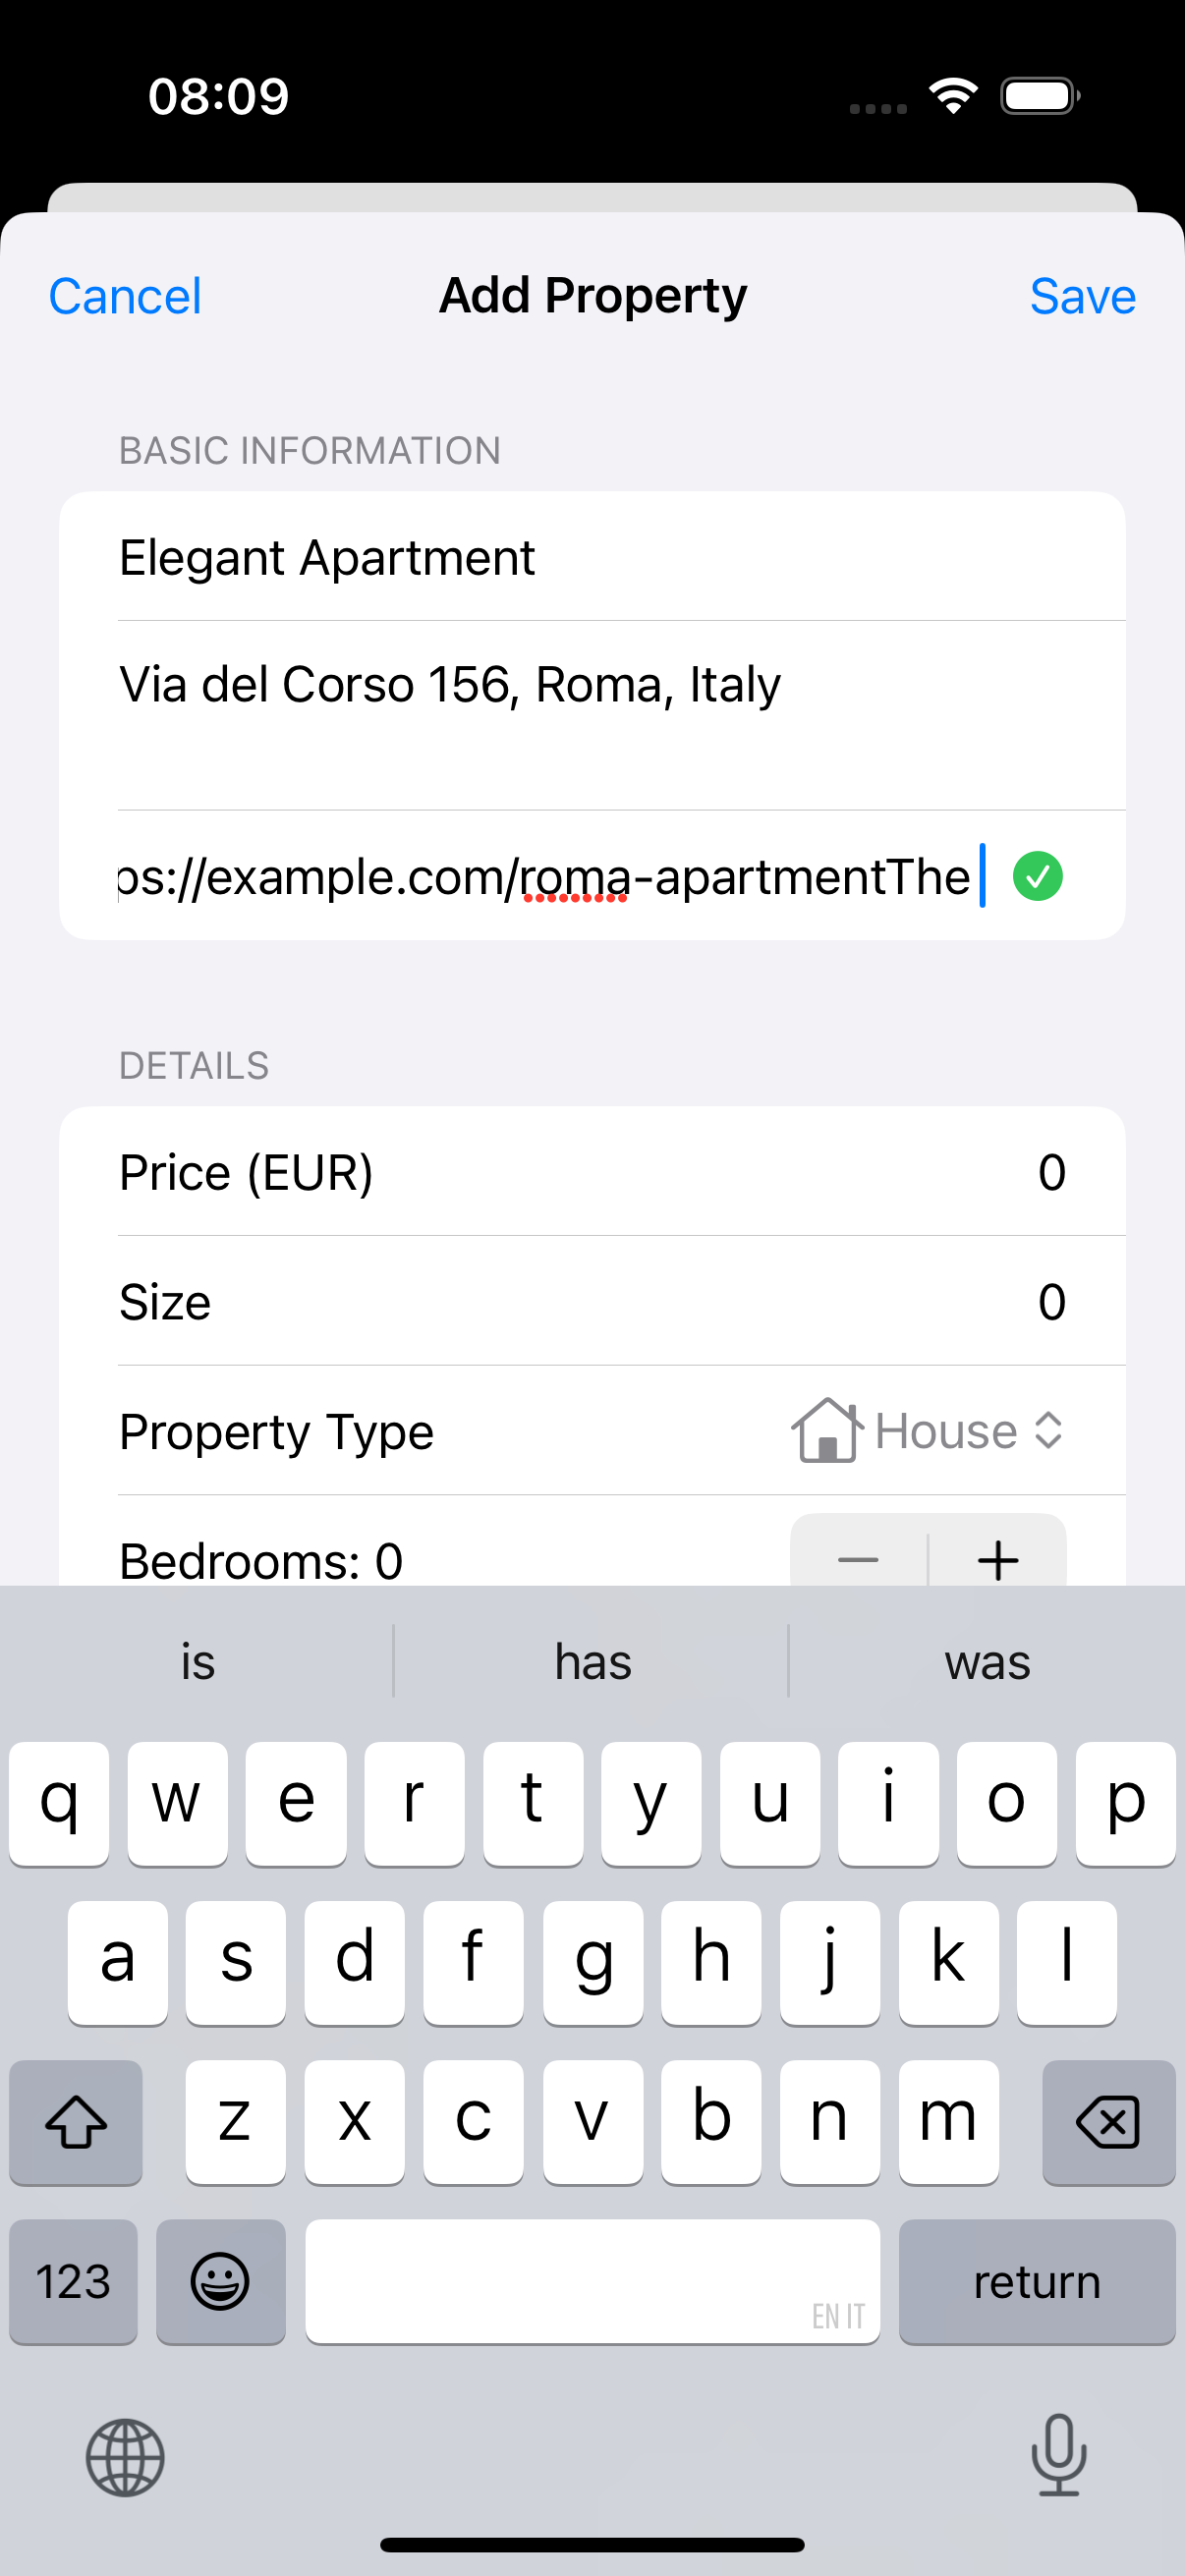 08:09
Cancel Add Property Save
BASIC INFORMATION
Elegant Apartment
Via del Corso 156, Roma, Italy
ps://example.com/roma-apartmentThe
DETAILS
Price (EUR) 0
Size 0
Property Type House
Bedrooms: 0
is has was
q w e r t y u i o p
a s d f g h j k l
z x c v b n m
123 EN IT return